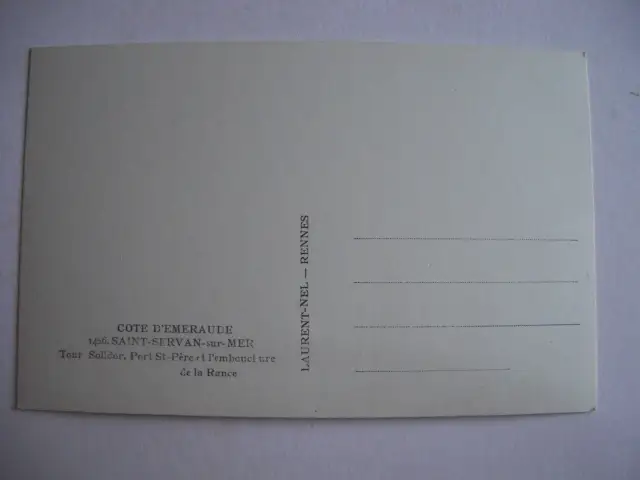 COTE D'EMERAUDE
1426. SAINT-SERVAN-sur-MER
Tour Solidor, Port St-Père et l'embouchure
de la Rance
LAURENT-NEL — RENNES